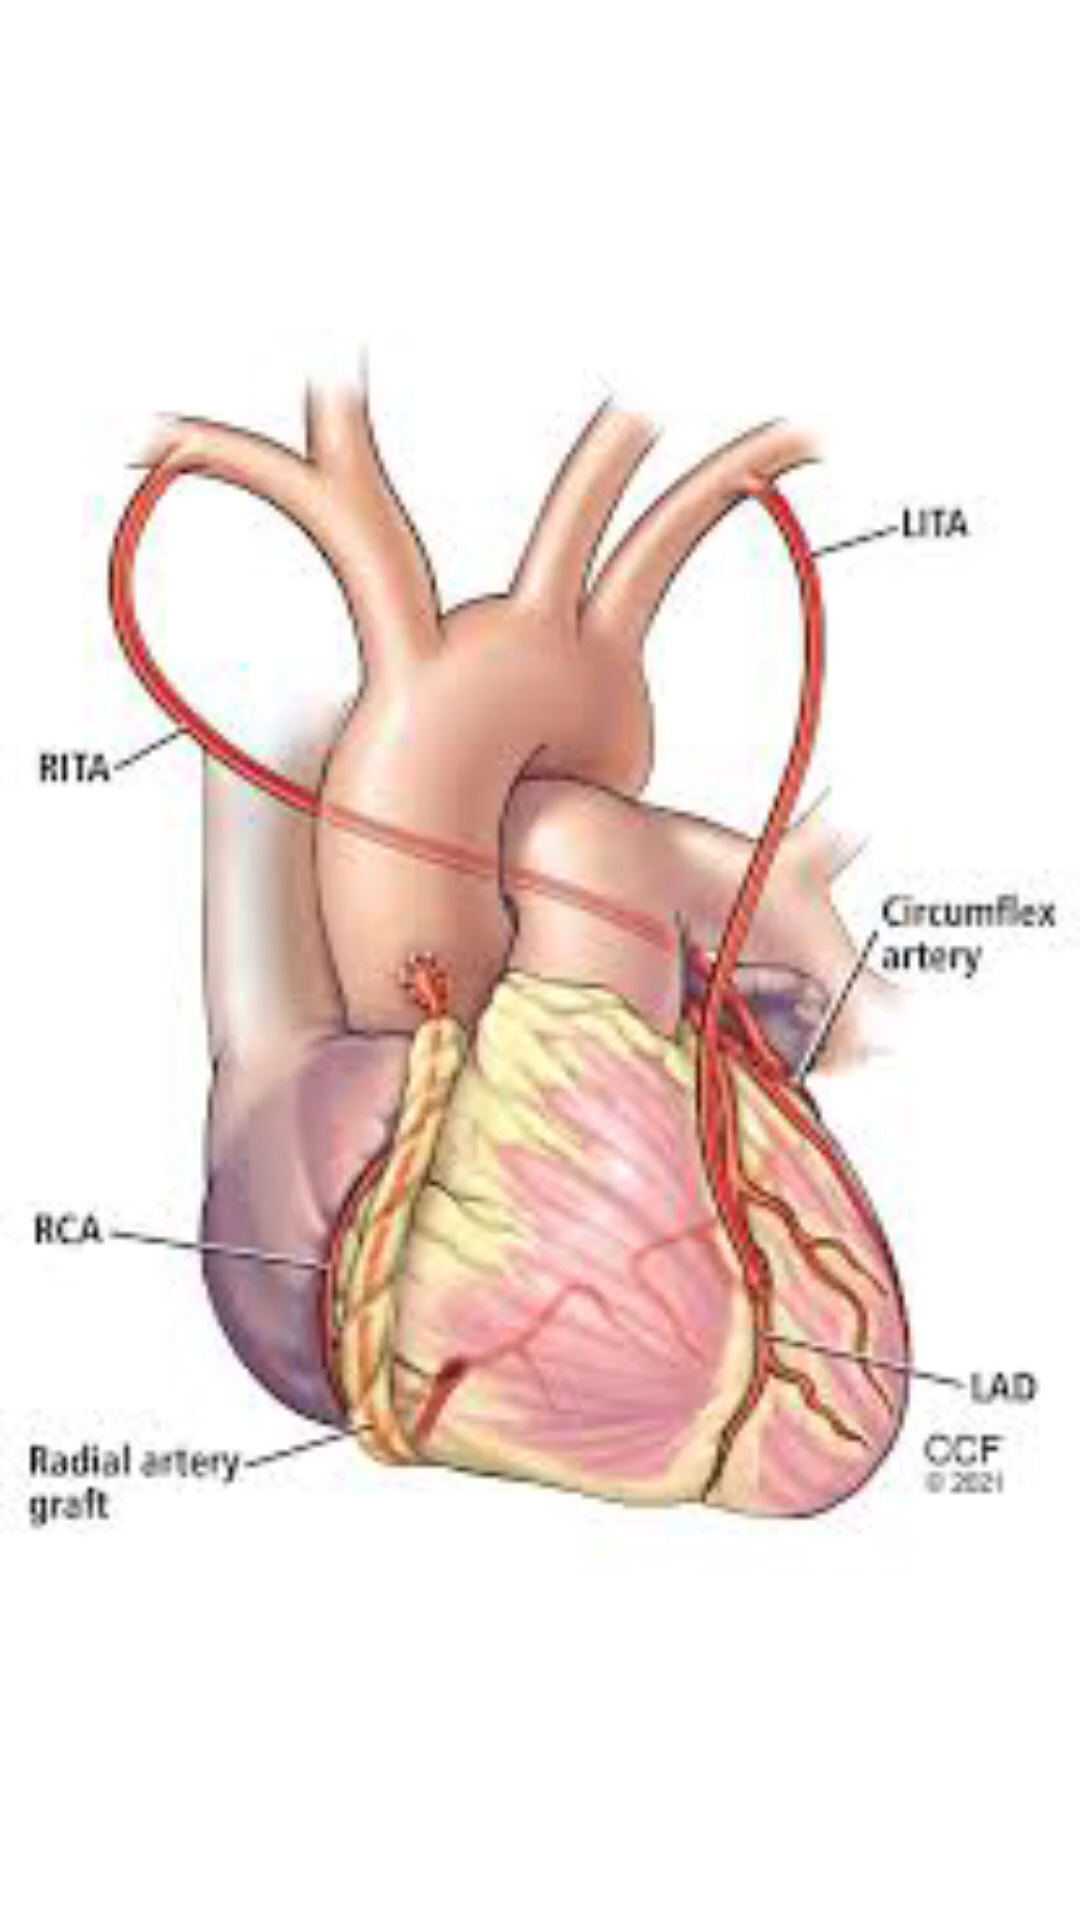 LITA
RITA
Circumflex
artery
RCA
LAD
Radial artery
graft
CCF
© 2021